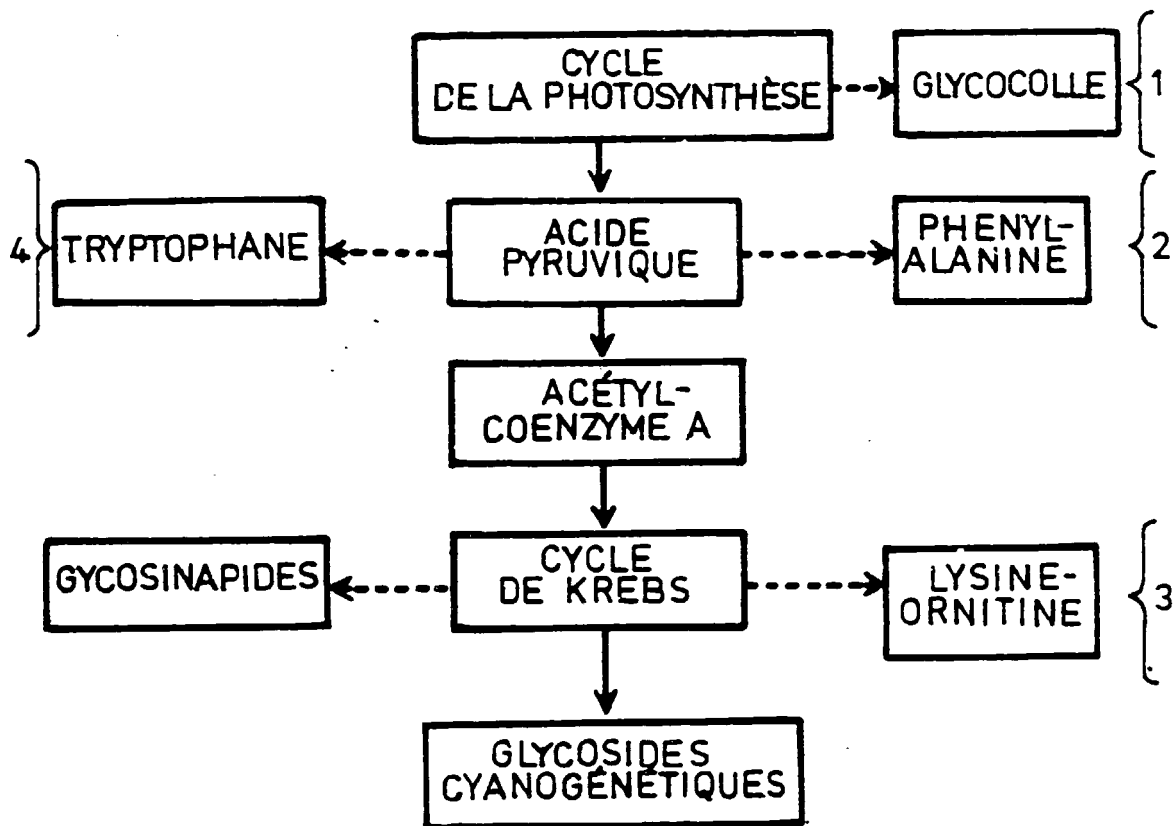 CYCLE
DE LA PHOTOSYNTHÈSE
GLYCOCOLLE
1
4
TRYPTOPHANE
ACIDE
PYRUVIQUE
PHENYL-
ALANINE
2
ACÉTYL-
COENZYME A
GYCOSINAPIDES
CYCLE
DE KREBS
LYSINE-
ORNITINE
3
GLYCOSIDES
CYANOGÉNÉTIQUES